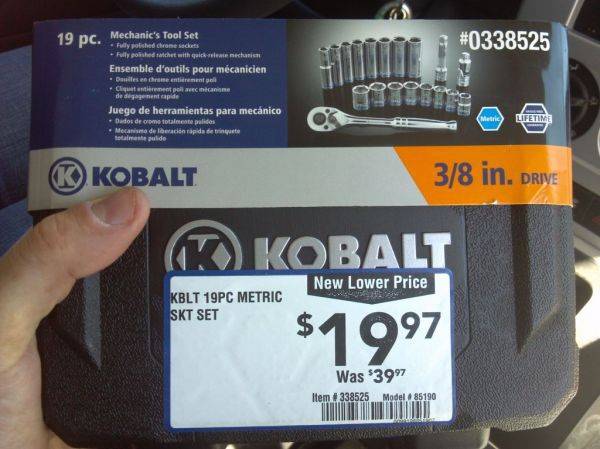 19 pc. Mechanic's Tool Set
• Fully polished chrome sockets
• Fully polished ratchet with quick-release mechanism
Ensemble d'outils pour mécanicien
• Douilles en chrome entièrement poli
• Cliquet entièrement poli avec mécanisme
de dégagement rapide
Juego de herramientas para mecánico
• Dados de cromo totalmente pulidos
• Mecanismo de liberación rápida de trinquete
totalmente pulido
#0338525
Metric
LIFETIME
K KOBALT
3/8 in. DRIVE
K KOBALT
KBLT 19PC METRIC
SKT SET
New Lower Price
$19.97
Was $39.97
Item # 338525 Model # 85190